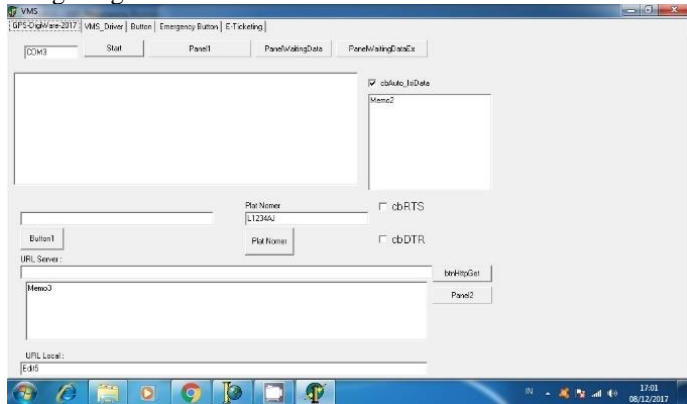 VMS
GPS-DigiWare-2017 VMS_Driver Button Emergency Button E-Ticketing
COM3 Start Panel1 PanelWaitingData PanelWaitingDataEx
cbAuto_IsiData
Memo2
Plat Nomer
L1234AJ
cbRTS
Button1 Plat Nomer cbDTR
URL Server :
btnHttpGet
Memo3
Panel2
URL Local :
Edit5
IN 17:01
08/12/2017